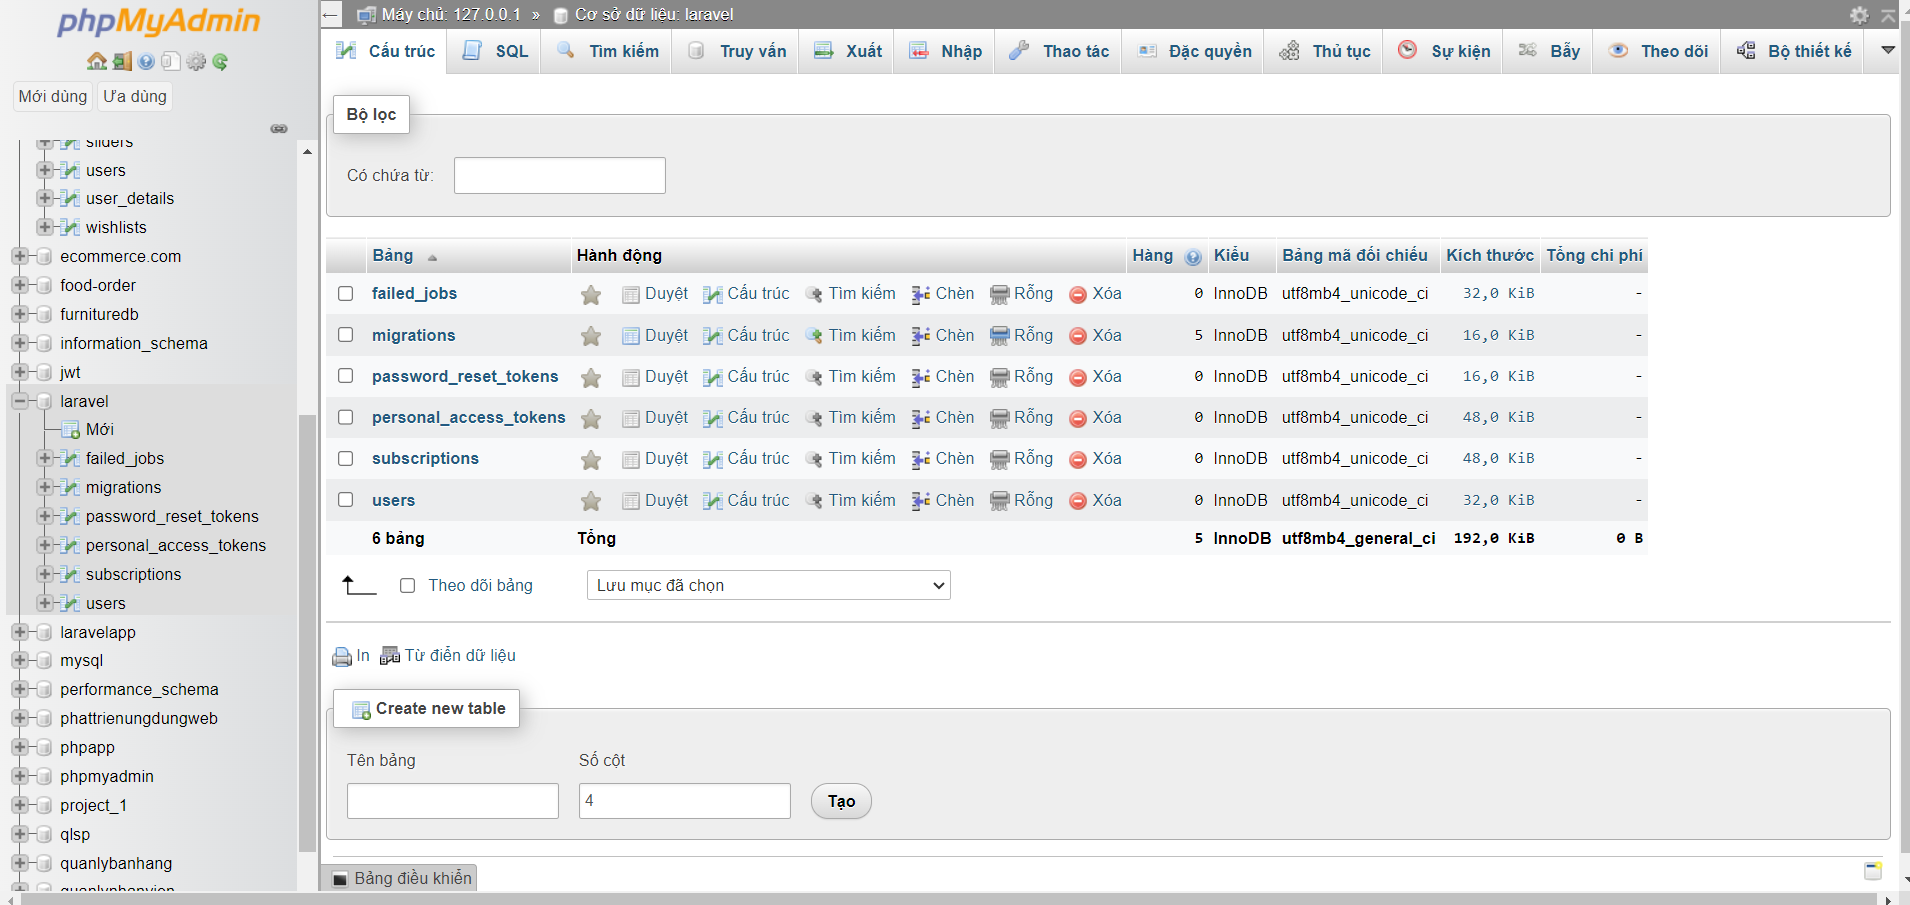 phpMyAdmin
Mới dùng
Ưa dùng
sliders
users
user_details
wishlists
ecommerce.com
food-order
furnituredb
information_schema
jwt
laravel
Mới
failed_jobs
migrations
password_reset_tokens
personal_access_tokens
subscriptions
users
laravelapp
mysql
performance_schema
phattrienungdungweb
phpapp
phpmyadmin
project_1
qlsp
quanlybanhang
quanlynhanvien
Máy chủ: 127.0.0.1 » Cơ sở dữ liệu: laravel
Cấu trúc SQL Tìm kiếm Truy vấn Xuất Nhập Thao tác Đặc quyền Thủ tục Sự kiện Bẫy Theo dõi Bộ thiết kế
Bộ lọc
Có chứa từ:
Bảng Hành động Hàng Kiểu Bảng mã đối chiếu Kích thước Tổng chi phí
failed_jobs Duyệt Cấu trúc Tìm kiếm Chèn Rỗng Xóa 0 InnoDB utf8mb4_unicode_ci 32,0 KiB -
migrations Duyệt Cấu trúc Tìm kiếm Chèn Rỗng Xóa 5 InnoDB utf8mb4_unicode_ci 16,0 KiB -
password_reset_tokens Duyệt Cấu trúc Tìm kiếm Chèn Rỗng Xóa 0 InnoDB utf8mb4_unicode_ci 16,0 KiB -
personal_access_tokens Duyệt Cấu trúc Tìm kiếm Chèn Rỗng Xóa 0 InnoDB utf8mb4_unicode_ci 48,0 KiB -
subscriptions Duyệt Cấu trúc Tìm kiếm Chèn Rỗng Xóa 0 InnoDB utf8mb4_unicode_ci 48,0 KiB -
users Duyệt Cấu trúc Tìm kiếm Chèn Rỗng Xóa 0 InnoDB utf8mb4_unicode_ci 32,0 KiB -
6 bảng Tổng 5 InnoDB utf8mb4_general_ci 192,0 KiB 0 B
Theo dõi bảng Lưu mục đã chọn
In Từ điển dữ liệu
Create new table
Tên bảng Số cột
4 Tạo
Bảng điều khiển